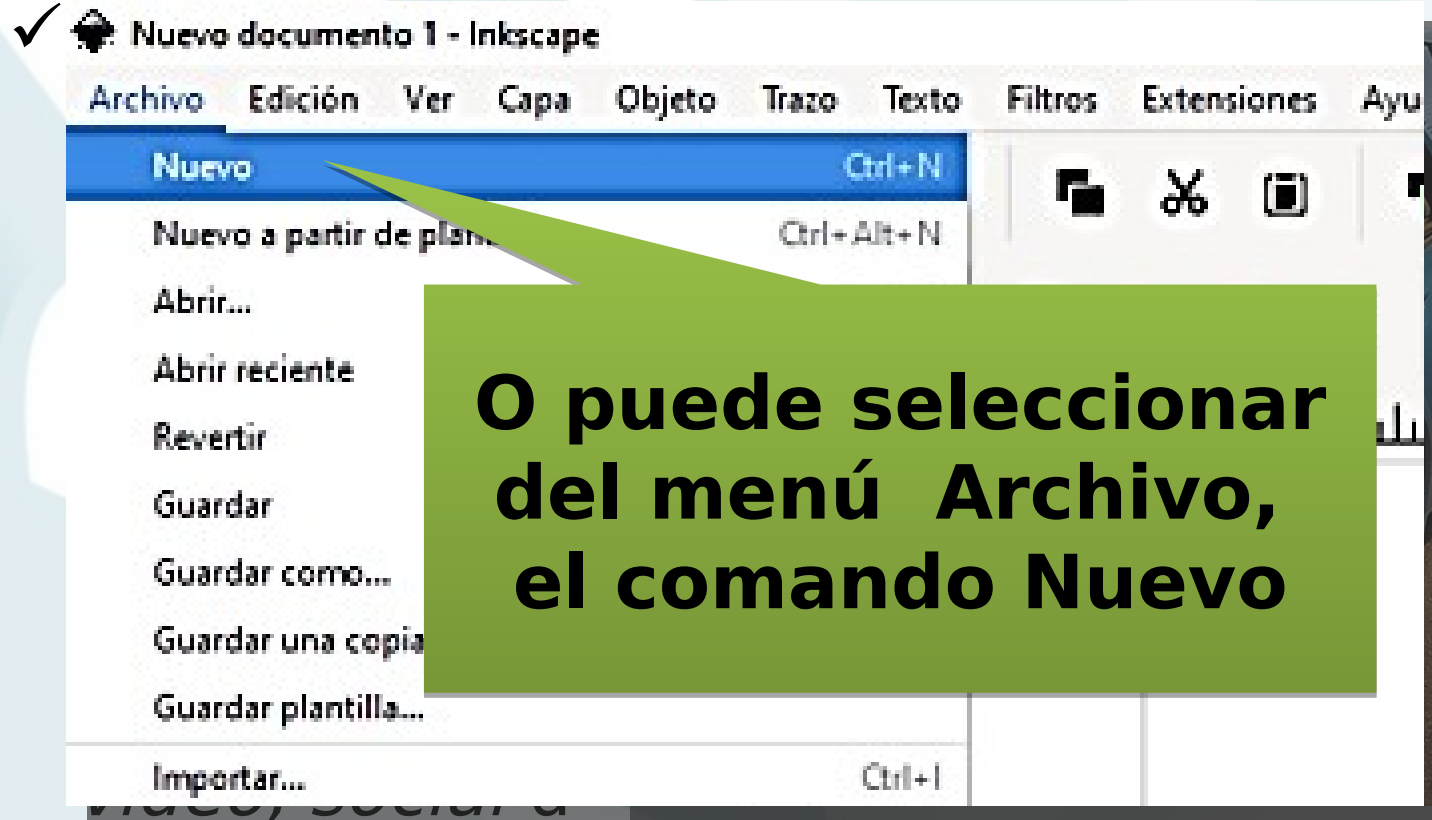 ✓ Nuevo documento 1 - Inkscape
Archivo Edición Ver Capa Objeto Trazo Texto Filtros Extensiones Ayu
Nuevo Ctrl+N
Nuevo a partir de Ctrl+Alt+N
Abrir...
Abrir reciente
Revertir
Guardar
Guardar como...
Guardar una copia
Guardar plantilla...
Importar... Ctrl+I
O puede seleccionar
del menú Archivo,
el comando Nuevo